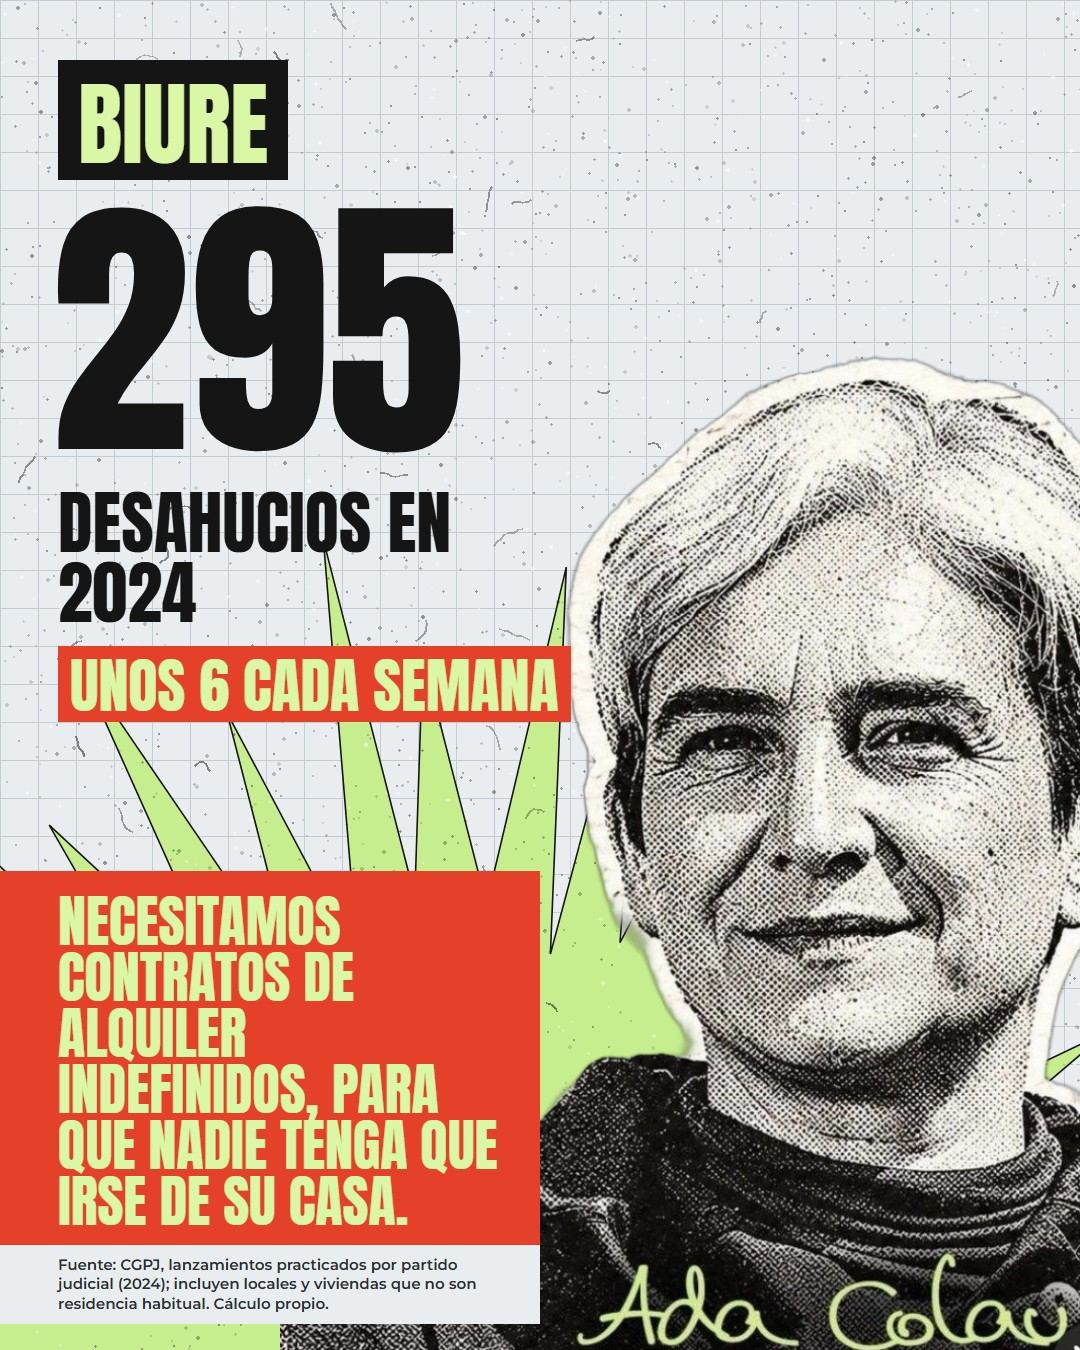 BIURE
295
DESAHUCIOS EN
2024
UNOS 6 CADA SEMANA
NECESITAMOS
CONTRATOS DE
ALQUILER
INDEFINIDOS, PARA
QUE NADIE TENGA QUE
IRSE DE SU CASA.
Fuente: CGPJ, lanzamientos practicados por partido
judicial (2024); incluyen locales y viviendas que no son
residencia habitual. Cálculo propio.
Ada Colau